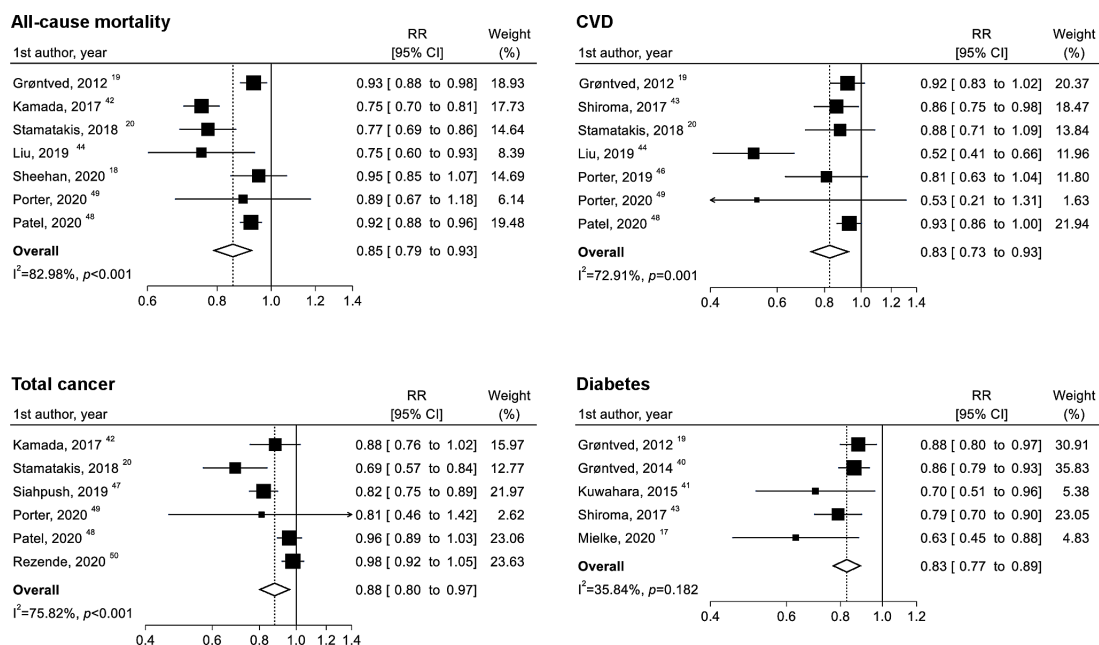 All-cause mortality
RR Weight
1st author, year [95% CI] (%)
Grøntved, 2012 19 0.93 [ 0.88 to 0.98] 18.93
Kamada, 2017 42 0.75 [ 0.70 to 0.81] 17.73
Stamatakis, 2018 20 0.77 [ 0.69 to 0.86] 14.64
Liu, 2019 44 0.75 [ 0.60 to 0.93] 8.39
Sheehan, 2020 18 0.95 [ 0.85 to 1.07] 14.69
Porter, 2020 49 0.89 [ 0.67 to 1.18] 6.14
Patel, 2020 48 0.92 [ 0.88 to 0.96] 19.48
Overall 0.85 [ 0.79 to 0.93]
I2=82.98%, p<0.001
0.6 0.8 1.0 1.2 1.4
CVD
RR Weight
1st author, year [95% CI] (%)
Grøntved, 2012 19 0.92 [ 0.83 to 1.02] 20.37
Shiroma, 2017 43 0.86 [ 0.75 to 0.98] 18.47
Stamatakis, 2018 20 0.88 [ 0.71 to 1.09] 13.84
Liu, 2019 44 0.52 [ 0.41 to 0.66] 11.96
Porter, 2019 46 0.81 [ 0.63 to 1.04] 11.80
Porter, 2020 49 0.53 [ 0.21 to 1.31] 1.63
Patel, 2020 48 0.93 [ 0.86 to 1.00] 21.94
Overall 0.83 [ 0.73 to 0.93]
I2=72.91%, p=0.001
0.4 0.6 0.8 1.0 1.2 1.4
Total cancer
RR Weight
1st author, year [95% CI] (%)
Kamada, 2017 42 0.88 [ 0.76 to 1.02] 15.97
Stamatakis, 2018 20 0.69 [ 0.57 to 0.84] 12.77
Siahpush, 2019 47 0.82 [ 0.75 to 0.89] 21.97
Porter, 2020 49 0.81 [ 0.46 to 1.42] 2.62
Patel, 2020 48 0.96 [ 0.89 to 1.03] 23.06
Rezende, 2020 50 0.98 [ 0.92 to 1.05] 23.63
Overall 0.88 [ 0.80 to 0.97]
I2=75.82%, p<0.001
0.4 0.6 0.8 1.0 1.2 1.4
Diabetes
RR Weight
1st author, year [95% CI] (%)
Grøntved, 2012 19 0.88 [ 0.80 to 0.97] 30.91
Grøntved, 2014 40 0.86 [ 0.79 to 0.93] 35.83
Kuwahara, 2015 41 0.70 [ 0.51 to 0.96] 5.38
Shiroma, 2017 43 0.79 [ 0.70 to 0.90] 23.05
Mielke, 2020 17 0.63 [ 0.45 to 0.88] 4.83
Overall 0.83 [ 0.77 to 0.89]
I2=35.84%, p=0.182
0.4 0.6 0.8 1.0 1.2